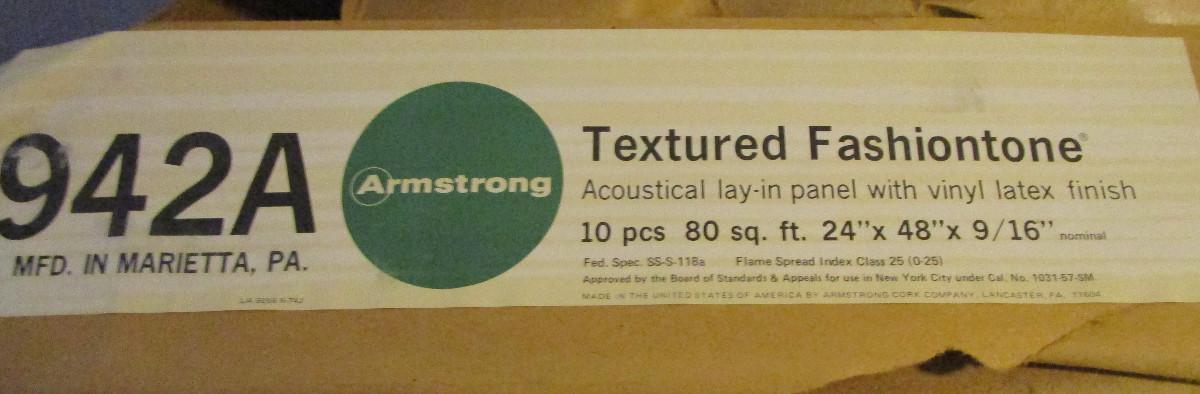 942A
MFD. IN MARIETTA, PA.
Armstrong
Textured Fashiontone®
Acoustical lay-in panel with vinyl latex finish
10 pcs 80 sq. ft. 24"x 48"x 9/16" nominal
Fed. Spec. SS-S-118a Flame Spread Index Class 25 (0-25)
Approved by the Board of Standards & Appeals for use in New York City under Cal. No. 1031-57-SM.
MADE IN THE UNITED STATES OF AMERICA BY ARMSTRONG CORK COMPANY, LANCASTER, PA. 17604